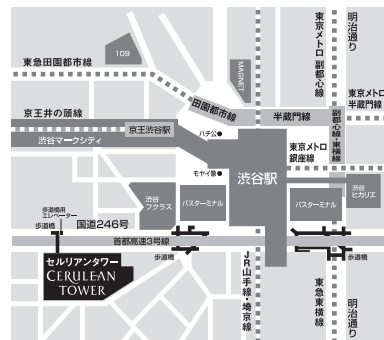 109
東急田園都市線
MAGNET
東京メトロ 副都心線
明治通り
田園都市線
半蔵門線
東京メトロ
半蔵門線
京王井の頭線
京王渋谷駅
ハチ公
副都心線・東横線
渋谷マークシティ
渋谷駅
東京メトロ
銀座線
モヤイ像
渋谷
フクラス
バスターミナル
バスターミナル
渋谷
ヒカリエ
歩道橋用
エレベーター
国道246号
歩道橋
首都高速3号線
歩道橋
歩道橋
セルリアンタワー
CERULEAN
TOWER
JR山手線・埼京線
東急東横線
明治通り